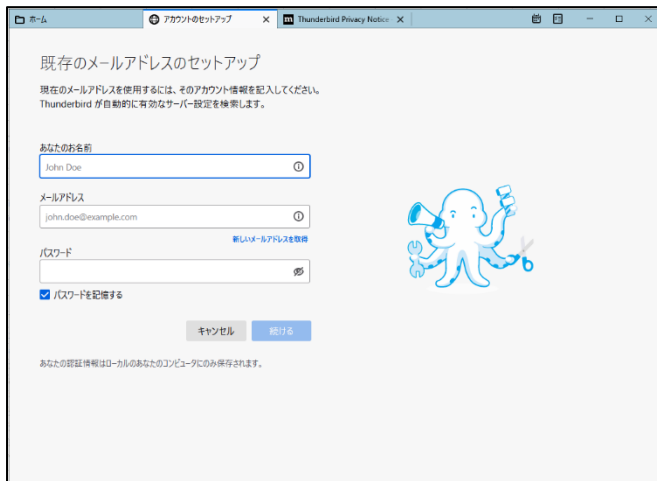 ホーム
アカウントのセットアップ
Thunderbird Privacy Notice
既存のメールアドレスのセットアップ
現在のメールアドレスを使用するには、そのアカウント情報を記入してください。
Thunderbird が自動的に有効なサーバー設定を検索します。
あなたのお名前
John Doe
メールアドレス
john.doe@example.com
新しいメールアドレスを取得
パスワード
パスワードを記憶する
キャンセル
続ける
あなたの認証情報はローカルのあなたのコンピュータにのみ保存されます。